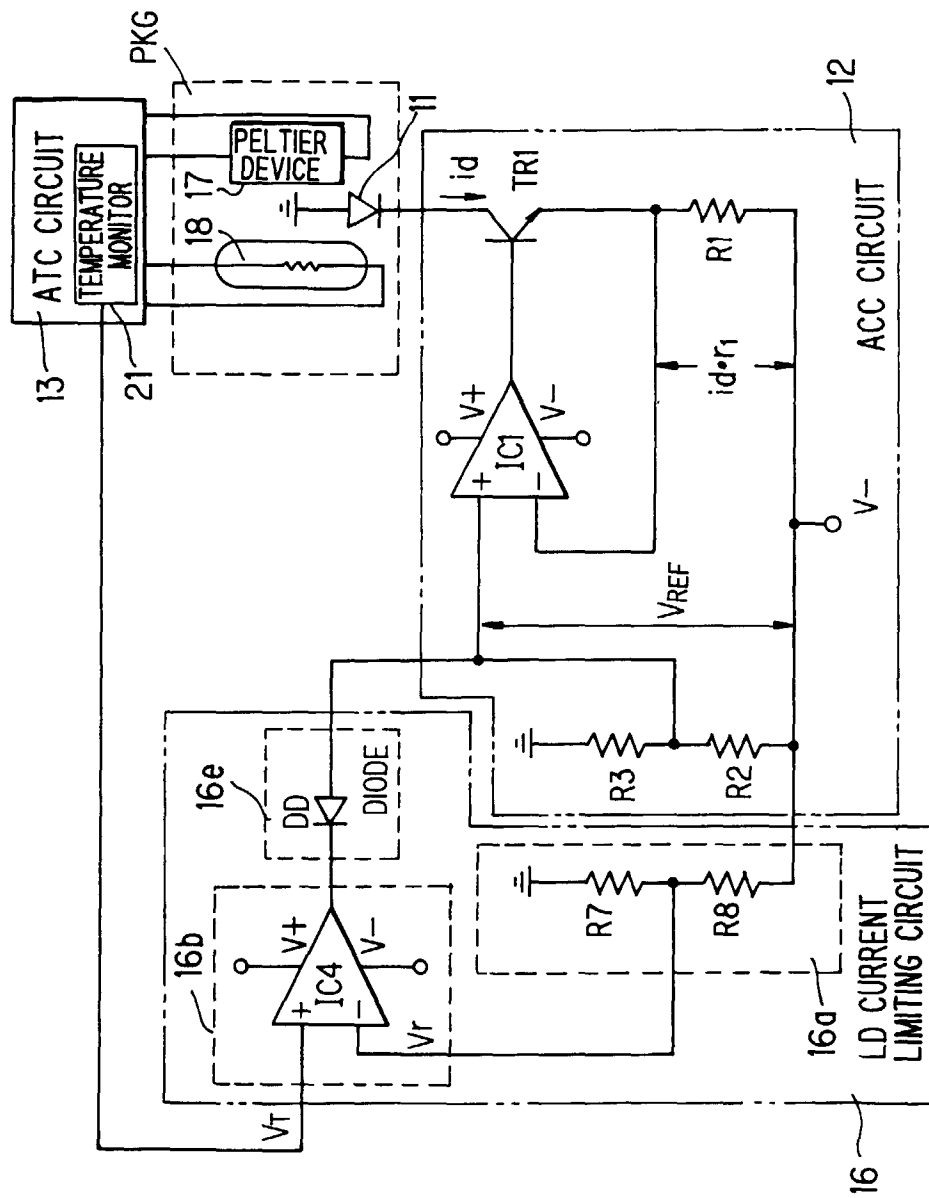 13
ATC CIRCUIT
TEMPERATURE
MONITOR
21
PKG
PELTIER
DEVICE
17
18
11
12
id
TR1
R1
id•r1
ACC CIRCUIT
V+
IC1
+
−
V−
V−
VREF
R3
R2
16e
DD
DIODE
16b
V+
IC4
+
−
V−
VT
Vr
R7
R8
16a
LD CURRENT
LIMITING CIRCUIT
16